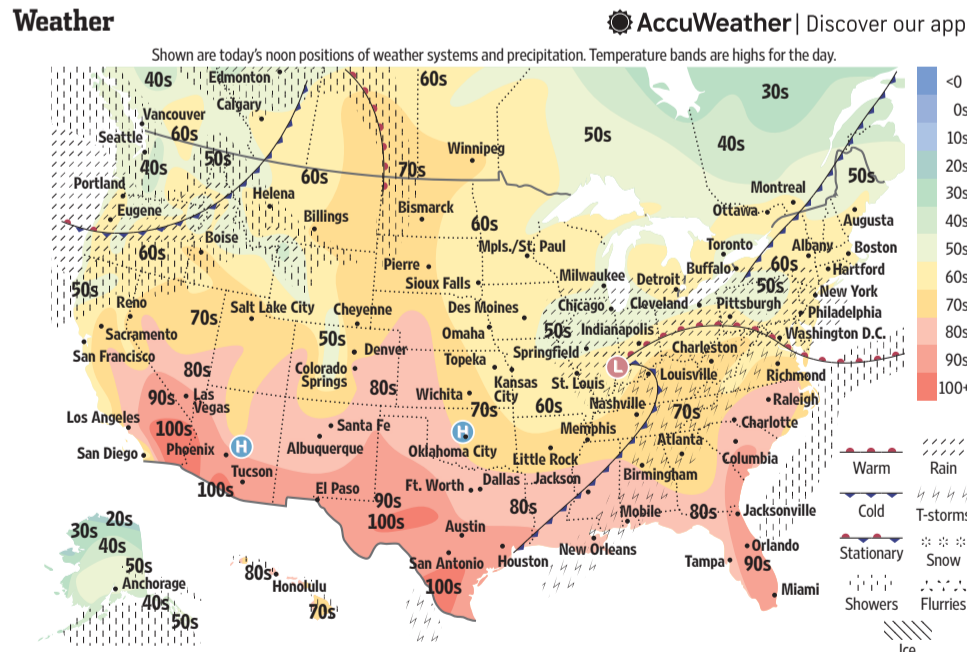 Weather
AccuWeather | Discover our app
Shown are today's noon positions of weather systems and precipitation. Temperature bands are highs for the day.
40s
Edmonton
60s
<0
Calgary
30s
0s
Vancouver
10s
Seattle
60s
50s
40s
20s
40s
50s
Winnipeg
30s
60s
70s
50s
Portland
Helena
Montreal
40s
Eugene
Billings
Bismarck
Ottawa
Augusta
50s
60s
Boise
60s
Mpls./St. Paul
Toronto
Albany
Boston
Pierre
Buffalo
60s
Hartford
60s
50s
Sioux Falls
Milwaukee
Detroit
50s
70s
Reno
Salt Lake City
Cheyenne
Des Moines
Chicago
Cleveland
Pittsburgh
New York
80s
Sacramento
70s
Omaha
50s
Indianapolis
Philadelphia
90s
San Francisco
50s
Denver
Topeka
Springfield
Charleston
Washington D.C.
100+
80s
Colorado
Springs
80s
Kansas
City
St. Louis
L
Louisville
Richmond
90s
Las
Vegas
Wichita
70s
60s
Nashville
70s
Raleigh
Los Angeles
100s
Santa Fe
H
Memphis
Charlotte
San Diego
Phoenix
H
Albuquerque
Oklahoma City
Little Rock
Atlanta
Columbia
Warm
Rain
Tucson
100s
El Paso
90s
Ft. Worth
Dallas
Jackson
Birmingham
100s
80s
Mobile
80s
Jacksonville
Cold
T-storms
20s
30s
Austin
40s
New Orleans
Orlando
Stationary
Snow
50s
San Antonio
Houston
Tampa
90s
Anchorage
80s
Honolulu
100s
Miami
40s
70s
Showers
Flurries
50s
Ice